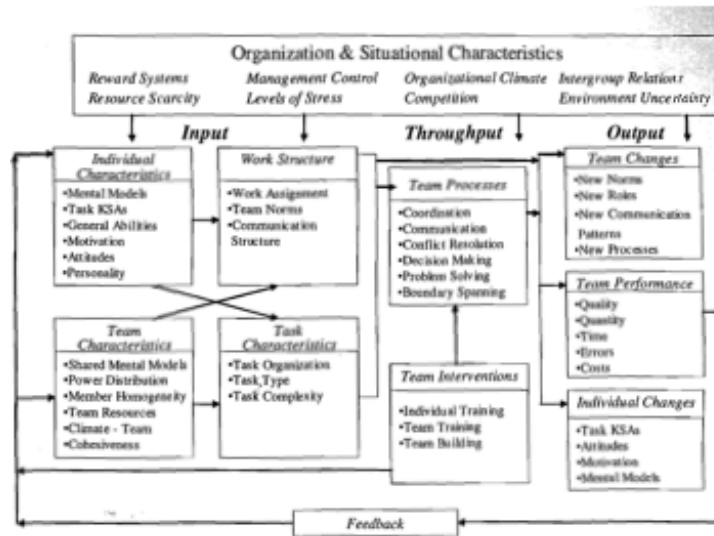 Organization & Situational Characteristics
Reward Systems
Management Control
Organizational Climate
Intergroup Relations
Resource Scarcity
Levels of Stress
Competition
Environment Uncertainty
Input
Throughput
Output
Individual
Characteristics
•Mental Models
•Task KSAs
•General Abilities
•Motivation
•Attitudes
•Personality
Work Structure
•Work Assignment
•Team Norms
•Communication
Structure
Team Processes
•Coordination
•Communication
•Conflict Resolution
•Decision Making
•Problem Solving
•Boundary Spanning
Team Changes
•New Norms
•New Roles
•New Communication
Patterns
•New Processes
Team
Characteristics
•Shared Mental Models
•Power Distribution
•Member Homogeneity
•Team Resources
•Climate - Team
•Cohesiveness
Task
Characteristics
•Task Organization
•Task Type
•Task Complexity
Team Interventions
•Individual Training
•Team Training
•Team Building
Team Performance
•Quality
•Quantity
•Time
•Errors
•Costs
Individual Changes
•Task KSAs
•Attitudes
•Motivation
•Mental Models
Feedback